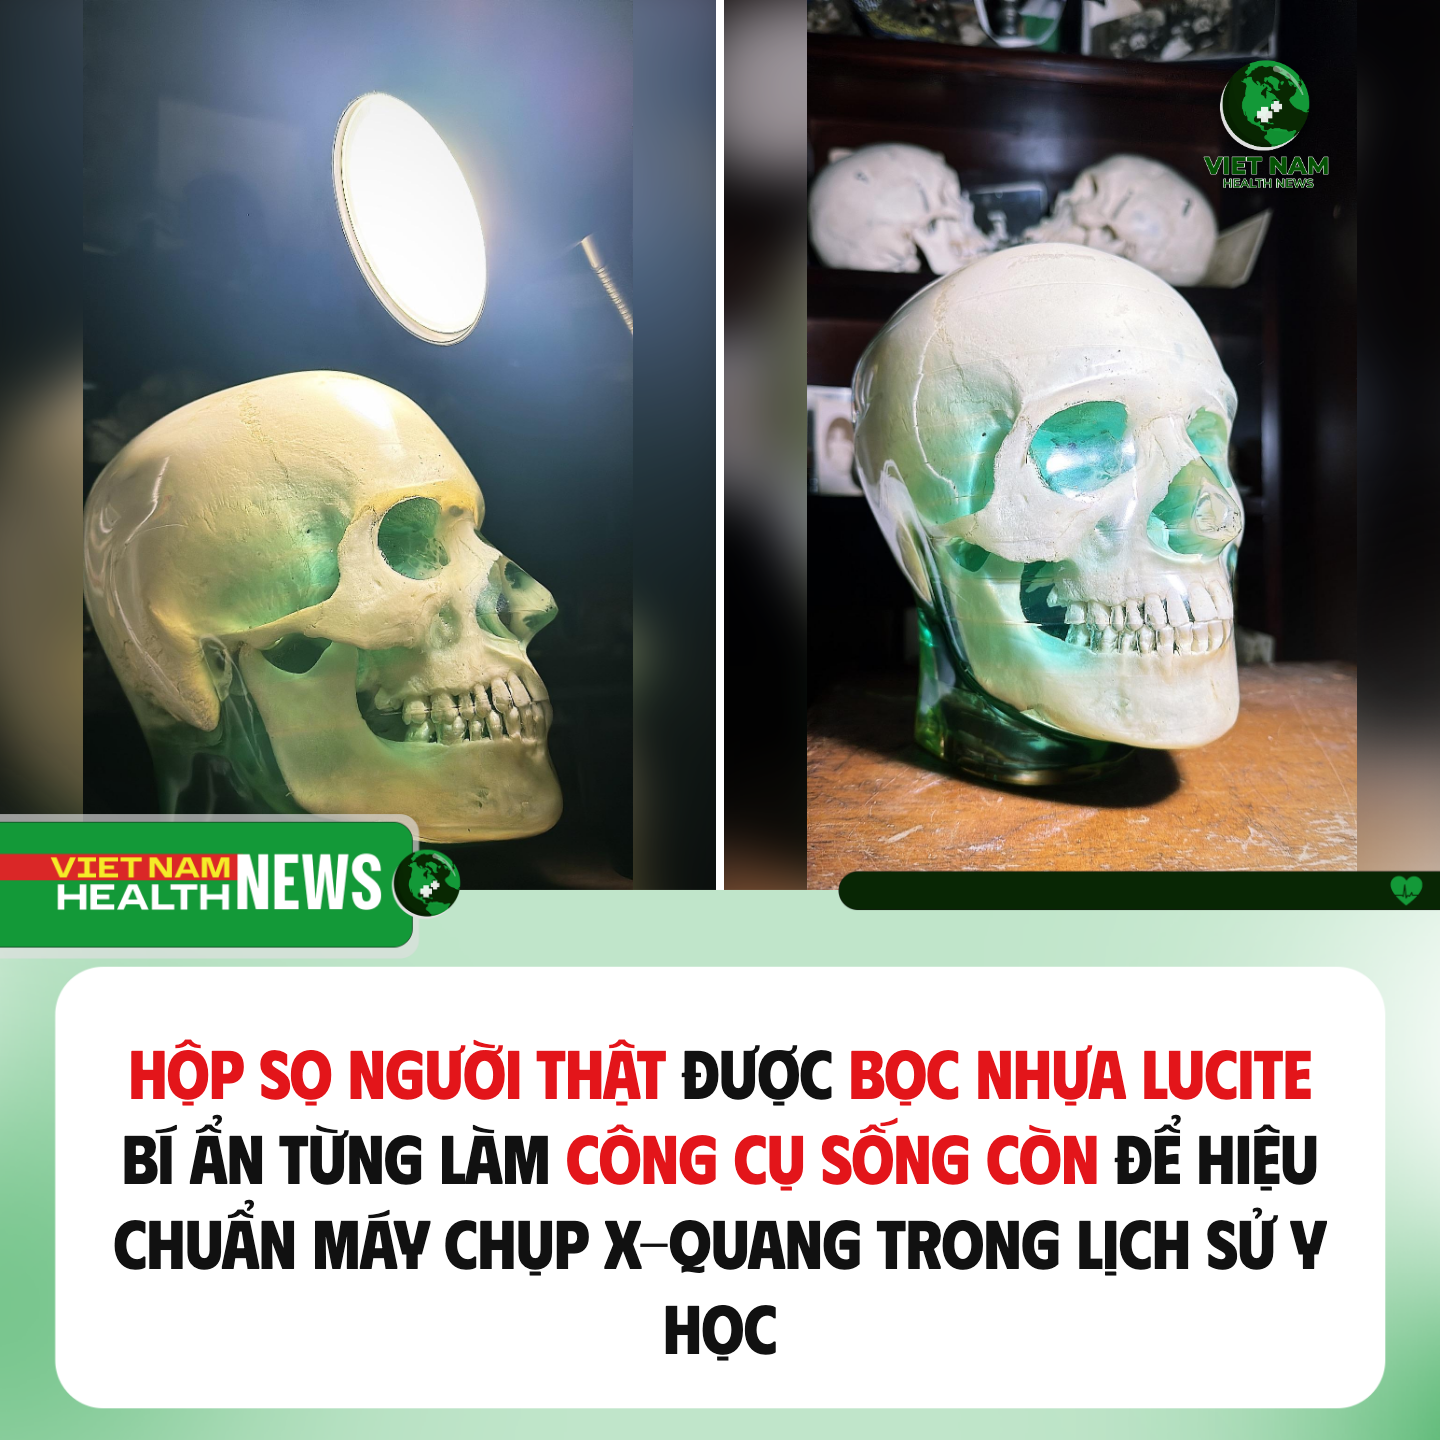 VIET NAM
HEALTH NEWS
VIET NAM
HEALTH NEWS
HỘP SỌ NGƯỜI THẬT ĐƯỢC BỌC NHỰA LUCITE
BÍ ẨN TỪNG LÀM CÔNG CỤ SỐNG CÒN ĐỂ HIỆU
CHUẨN MÁY CHỤP X-QUANG TRONG LỊCH SỬ Y
HỌC